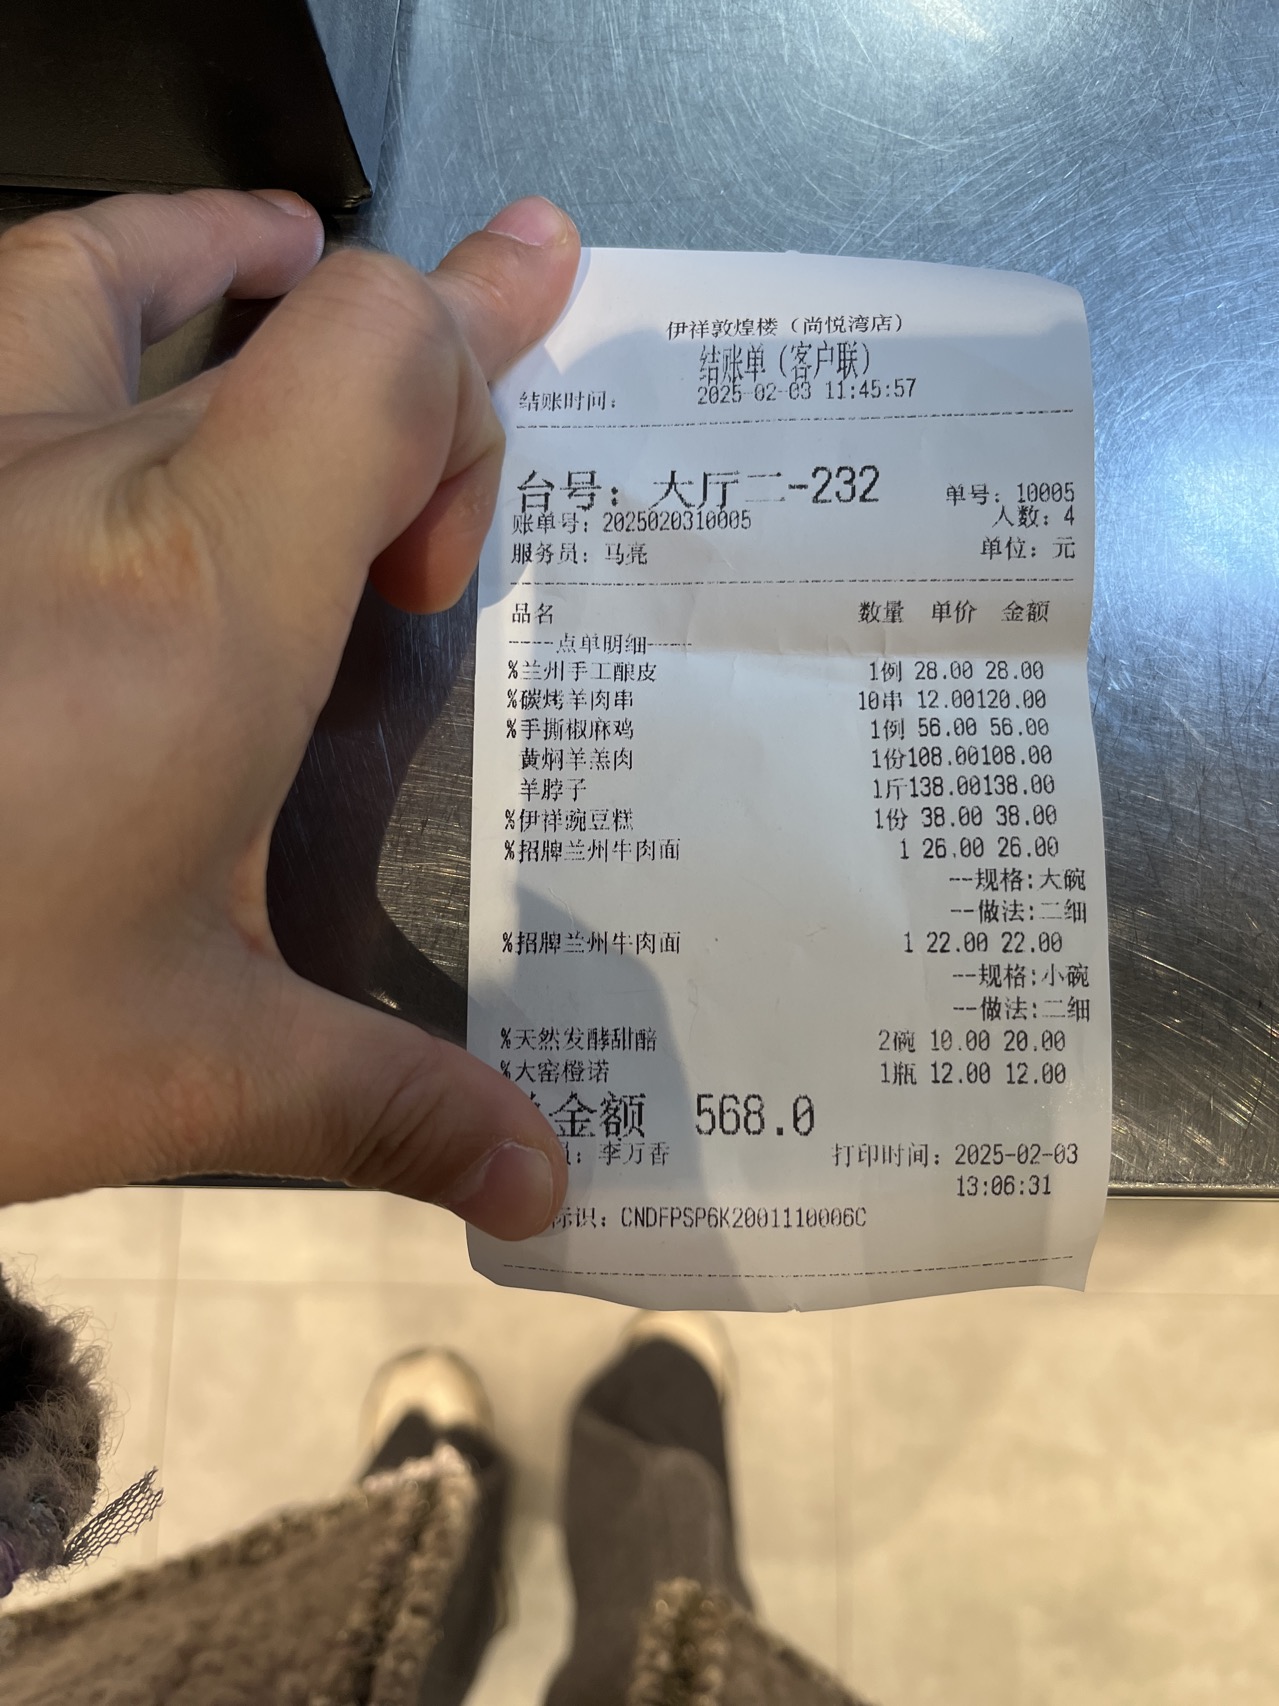 伊祥敦煌楼（尚悦湾店）
结账单（客户联）
结账时间： 2025-02-03 11:45:57
台号：大厅二-232 单号：10005
账单号：2025020310005 人数：4
服务员：马亮 单位：元
品名 数量 单价 金额
-----点单明细-----
%兰州手工酿皮 1例 28.00 28.00
%碳烤羊肉串 10串 12.00120.00
%手撕椒麻鸡 1例 56.00 56.00
黄焖羊羔肉 1份108.00108.00
羊脖子 1斤138.00138.00
%伊祥豌豆糕 1份 38.00 38.00
%招牌兰州牛肉面 1 26.00 26.00
--规格:大碗
--做法:二细
%招牌兰州牛肉面 1 22.00 22.00
--规格:小碗
--做法:二细
%天然发酵甜醅 2碗 10.00 20.00
%大窑橙诺 1瓶 12.00 12.00
金额 568.0
员：李万香 打印时间：2025-02-03
13:06:31
标识：CNDFPSP6K2001110006C